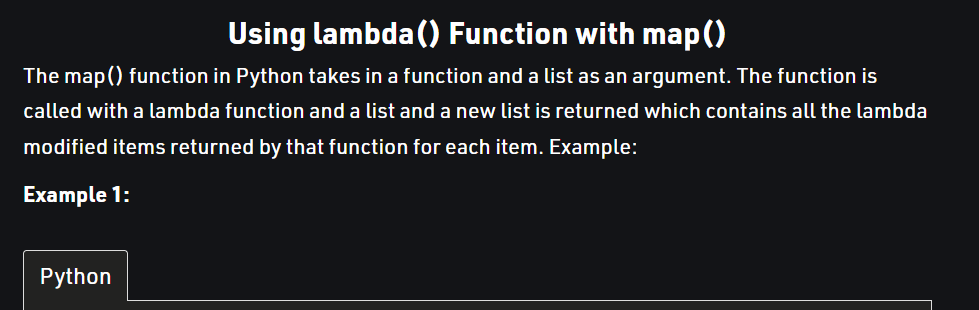 Using lambda() Function with map()
The map() function in Python takes in a function and a list as an argument. The function is
called with a lambda function and a list and a new list is returned which contains all the lambda
modified items returned by that function for each item. Example:
Example 1:
Python